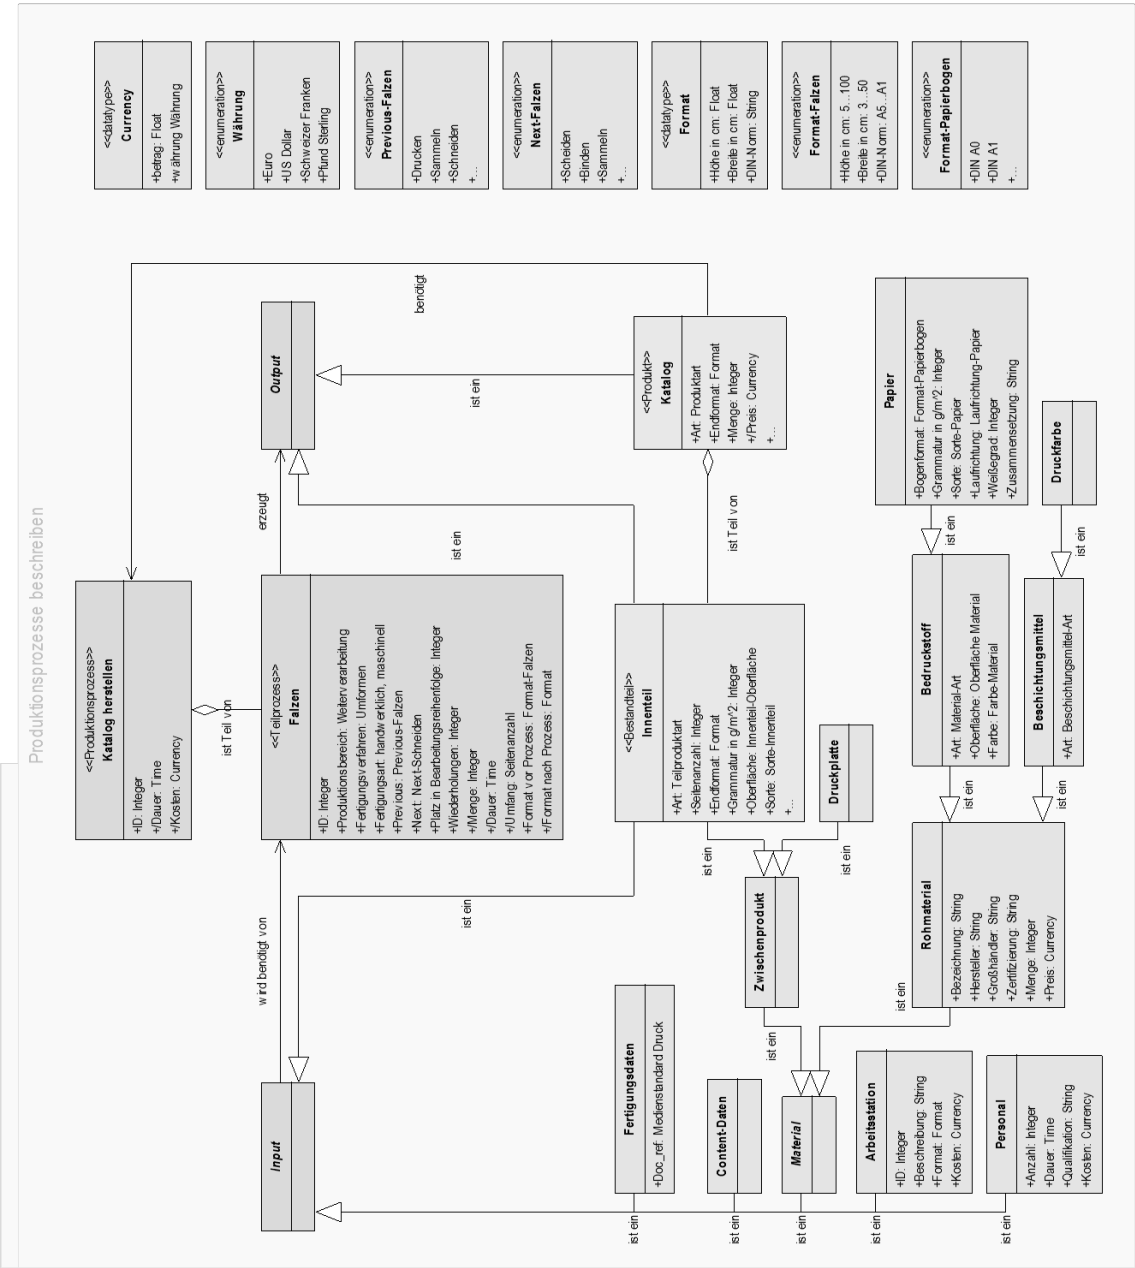 Produktionsprozesse beschreiben
<<Produktionsprozess>>
Katalog herstellen
+ID: Integer
+/Dauer: Time
+/Kosten: Currency
<<datatype>>
Currency
+betrag: Float
+währung Währung
ist Teil von
benötigt
<<enumeration>>
Währung
+Euro
+US Dollar
+Schweizer Franken
+Pfund Sterling
Input
wird benötigt von
<<Teilprozess>>
Falzen
+ID: Integer
+Produktionsbereich: Weiterverarbeitung
+Fertigungsverfahren: Umformen
+Fertigungsart: handwerklich, maschinell
+Previous: Previous-Falzen
+Next: Next-Schneiden
+Platz in Bearbeitungsreihenfolge: Integer
+Wiederholungen: Integer
+/Menge: Integer
+/Dauer: Time
+/Umfang: Seitenanzahl
+Format vor Prozess: Format-Falzen
+/Format nach Prozess: Format
erzeugt
Output
<<enumeration>>
Previous-Falzen
+Drucken
+Sammeln
+Schneiden
+...
ist ein
ist ein
ist ein
<<enumeration>>
Next-Falzen
+Scheiden
+Binden
+Sammeln
+...
Fertigungsdaten
+Doc_ref: Medienstandard Druck
ist ein
<<Bestandteil>>
Innenteil
+Art: Teilproduktart
+Seitenanzahl: Integer
+Endformat: Format
+Grammatur in g/m^2: Integer
+Oberfläche: Innenteil-Oberfläche
+Sorte: Sorte-Innenteil
+...
<<Produkt>>
Katalog
+Art: Produktart
+Endformat: Format
+Menge: Integer
+/Preis: Currency
+...
ist Teil von
<<datatype>>
Format
+Höhe in cm: Float
+Breite in cm: Float
+DIN-Norm: String
Content-Daten
ist ein
ist ein
Zwischenprodukt
ist ein
Druckplatte
ist ein
<<enumeration>>
Format-Falzen
+Höhe in cm: 5...100
+Breite in cm: 3...50
+DIN-Norm: A5...A1
Material
ist ein
Arbeitsstation
+ID: Integer
+Beschreibung: String
+Format: Format
+Kosten: Currency
ist ein
ist ein
Rohmaterial
+Bezeichnung: String
+Hersteller: String
+Großhändler: String
+Zertifizierung: String
+Menge: Integer
+Preis: Currency
Bedruckstoff
+Art: Material-Art
+Oberfläche: Oberfläche Material
+Farbe: Farbe-Material
ist ein
Papier
+Bogenformat: Format-Papierbogen
+Grammatur in g/m^2: Integer
+Sorte: Sorte-Papier
+Laufrichtung: Laufrichtung-Papier
+Weißegrad: Integer
+Zusammensetzung: String
ist ein
<<enumeration>>
Format-Papierbogen
+DIN A0
+DIN A1
+...
Personal
+Anzahl: Integer
+Dauer: Time
+Qualifikation: String
+Kosten: Currency
ist ein
Beschichtungsmittel
+Art: Beschichtungsmittel-Art
ist ein
Druckfarbe
ist ein